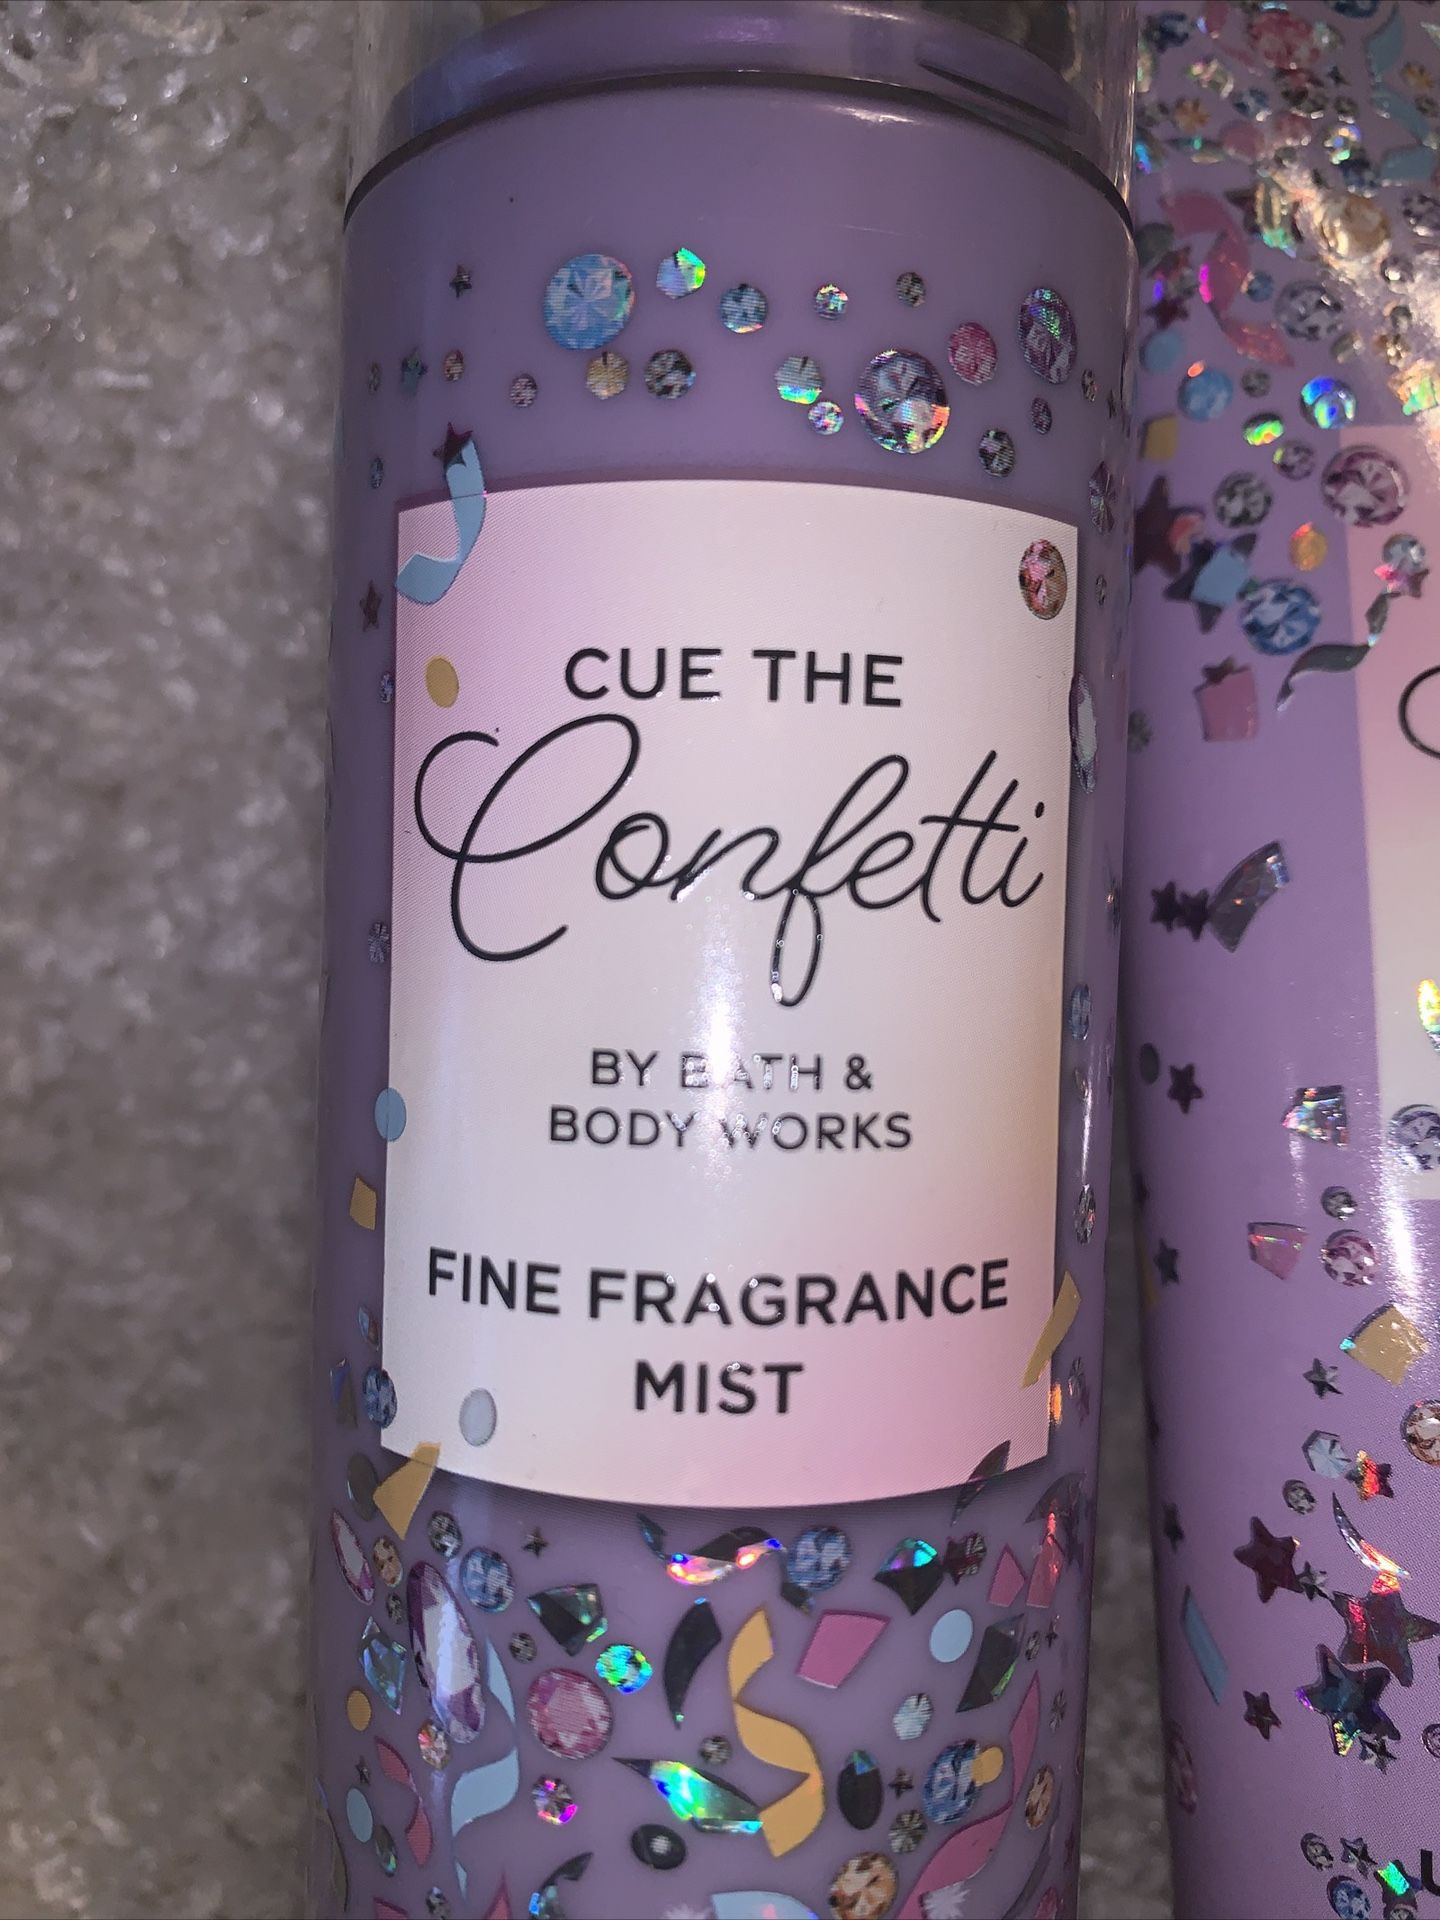 CUE THE
Confetti
BY BATH &
BODY WORKS
FINE FRAGRANCE
MIST